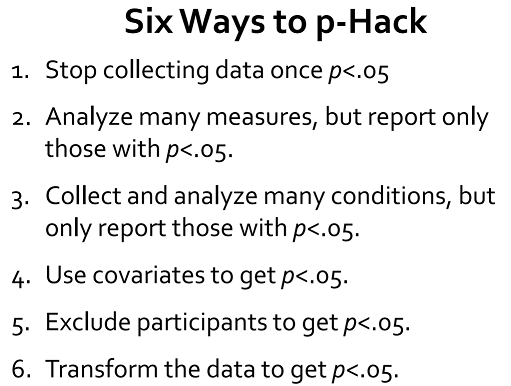 Six Ways to p-Hack
1. Stop collecting data once p<.05
2. Analyze many measures, but report only
those with p<.05.
3. Collect and analyze many conditions, but
only report those with p<.05.
4. Use covariates to get p<.05.
5. Exclude participants to get p<.05.
6. Transform the data to get p<.05.